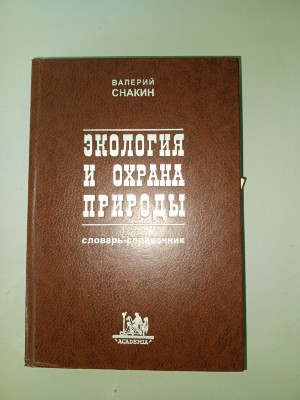 ВАЛЕРИЙ
СНАКИН
ЭКОЛОГИЯ
И ОХРАНА
ПРИРОДЫ
словарь-справочник
ACADEMIA